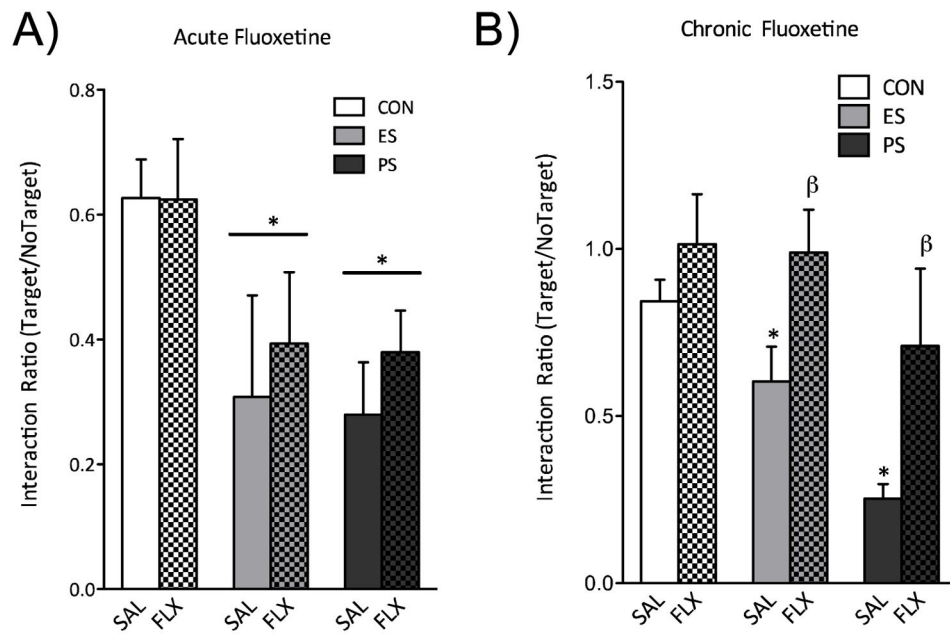 A)
Acute Fluoxetine
Interaction Ratio (Target/NoTarget)
0.8
0.6
0.4
0.2
0.0
CON
ES
PS
*
*
SAL
FLX
SAL
FLX
SAL
FLX
B)
Chronic Fluoxetine
Interaction Ratio (Target/NoTarget)
1.5
1.0
0.5
0.0
CON
ES
PS
*
β
*
β
SAL
FLX
SAL
FLX
SAL
FLX